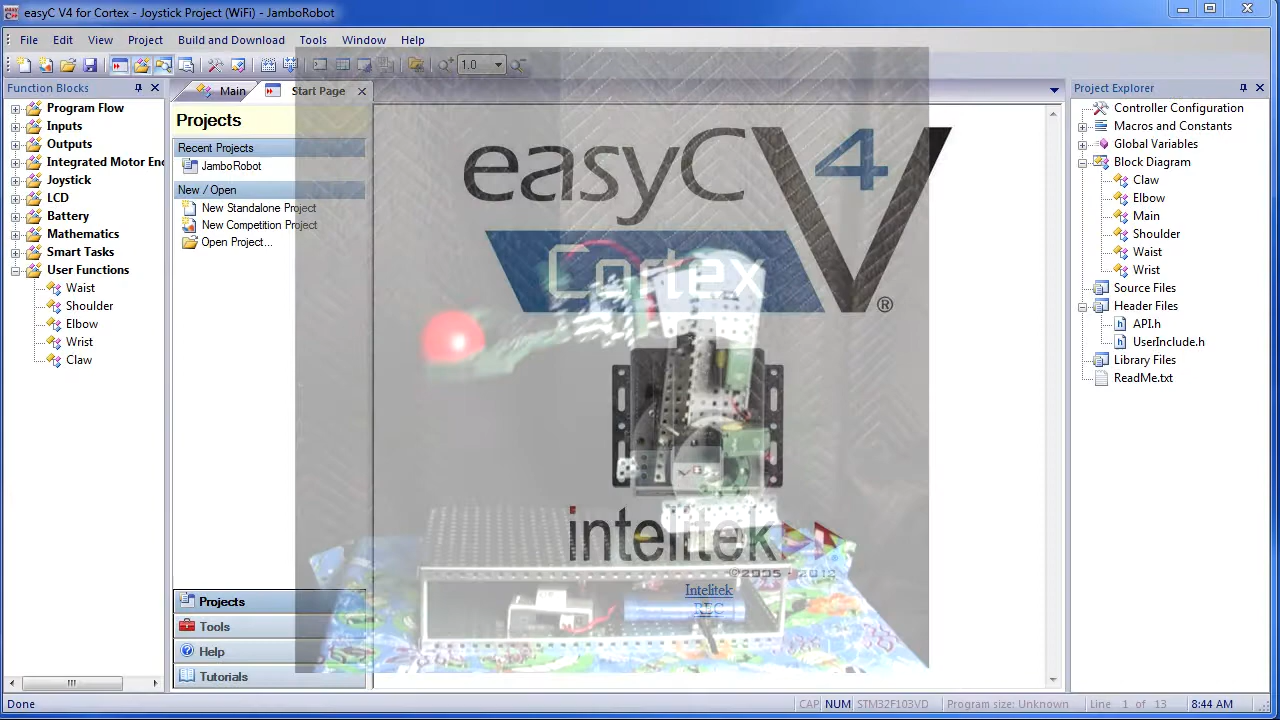 easyC V4 for Cortex - Joystick Project (WiFi) - JamboRobot
File Edit View Project Build and Download Tools Window Help
1.0
Function Blocks
Program Flow
Inputs
Outputs
Integrated Motor Enc
Joystick
LCD
Battery
Mathematics
Smart Tasks
User Functions
Waist
Shoulder
Elbow
Wrist
Claw
Main
Start Page
Projects
Recent Projects
JamboRobot
New / Open
New Standalone Project
New Competition Project
Open Project...
Projects
Tools
Help
Tutorials
easyC V4
Cortex ®
intelitek
©2005 - 2012
Intelitek
REC
Project Explorer
Controller Configuration
Macros and Constants
Global Variables
Block Diagram
Claw
Elbow
Main
Shoulder
Waist
Wrist
Source Files
Header Files
API.h
UserInclude.h
Library Files
ReadMe.txt
Done CAP NUM STM32F103VD Program size: Unknown Line 1 of 13 8:44 AM